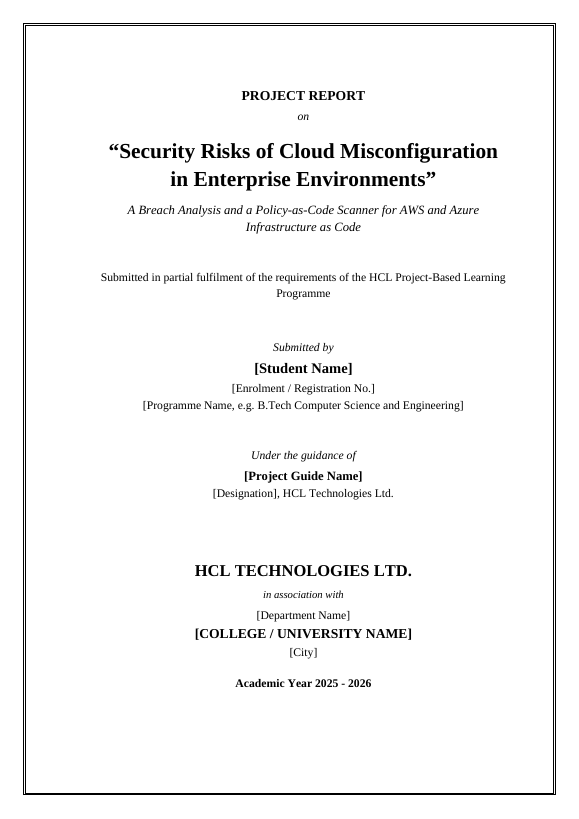 PROJECT REPORT
on
“Security Risks of Cloud Misconfiguration
in Enterprise Environments”
A Breach Analysis and a Policy-as-Code Scanner for AWS and Azure
Infrastructure as Code
Submitted in partial fulfilment of the requirements of the HCL Project-Based Learning
Programme
Submitted by
[Student Name]
[Enrolment / Registration No.]
[Programme Name, e.g. B.Tech Computer Science and Engineering]
Under the guidance of
[Project Guide Name]
[Designation], HCL Technologies Ltd.
HCL TECHNOLOGIES LTD.
in association with
[Department Name]
[COLLEGE / UNIVERSITY NAME]
[City]
Academic Year 2025 - 2026